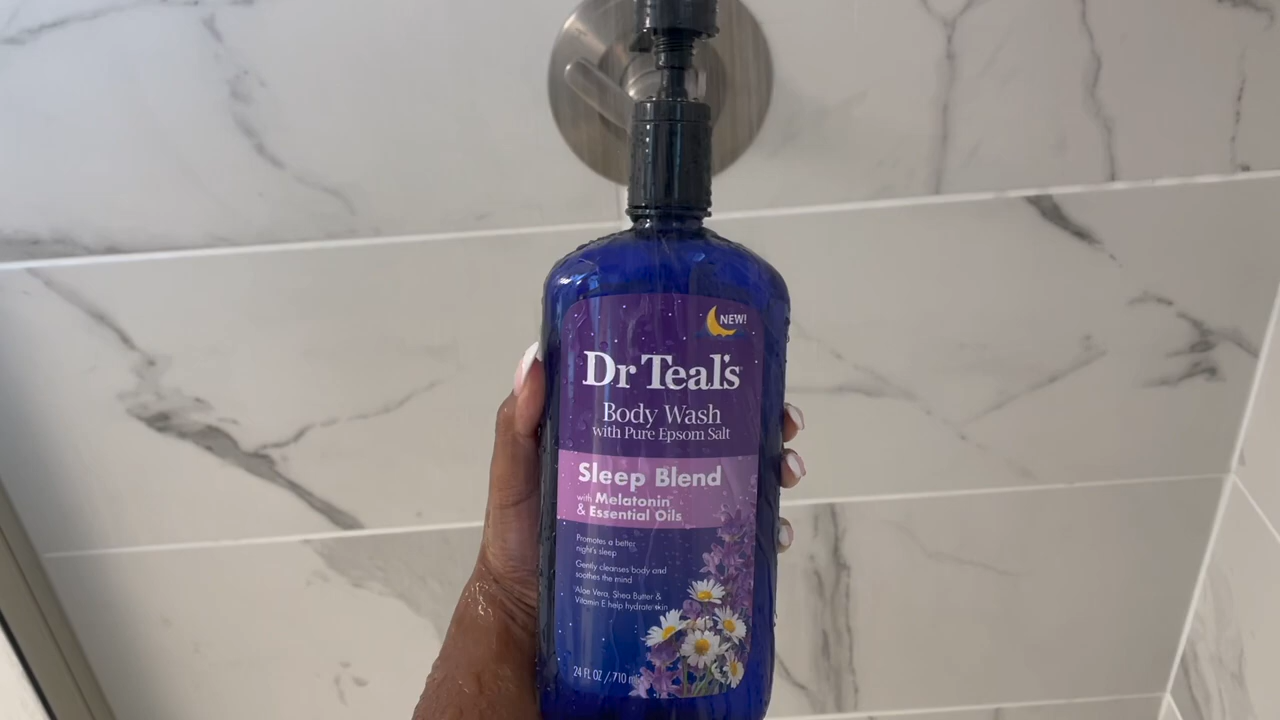 NEW!
Dr Teal's
Body Wash
with Pure Epsom Salt
Sleep Blend
with Melatonin
& Essential Oils
Promotes a better
night's sleep
Gently cleanses body and
soothes the mind
Aloe Vera, Shea Butter &
Vitamin E help hydrate skin
24 FL OZ / 710 mL